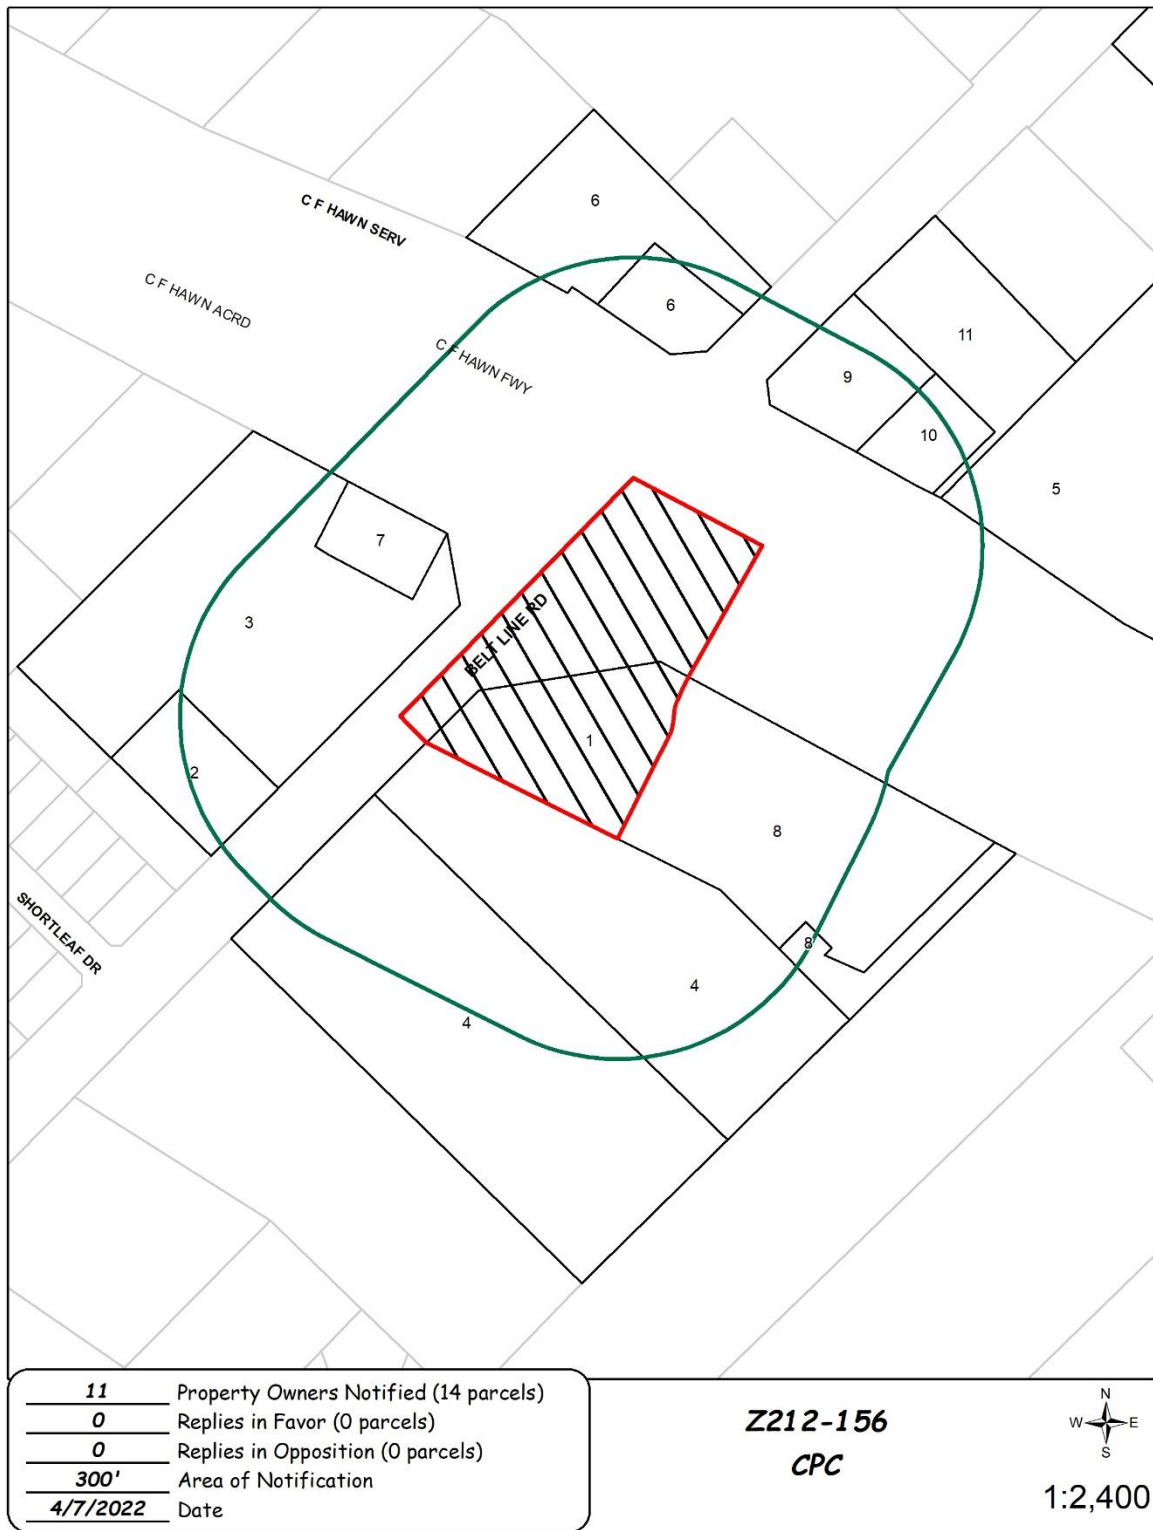 6
C F HAWN SERV
C F HAWN ACRD
6
C F HAWN FWY
11
9
10
5
7
3
BELT LINE RD
1
2
8
SHORTLEAF DR
8
4
4
11 Property Owners Notified (14 parcels)
0 Replies in Favor (0 parcels)
0 Replies in Opposition (0 parcels)
300' Area of Notification
4/7/2022 Date
Z212-156
CPC
N
W E
S
1:2,400